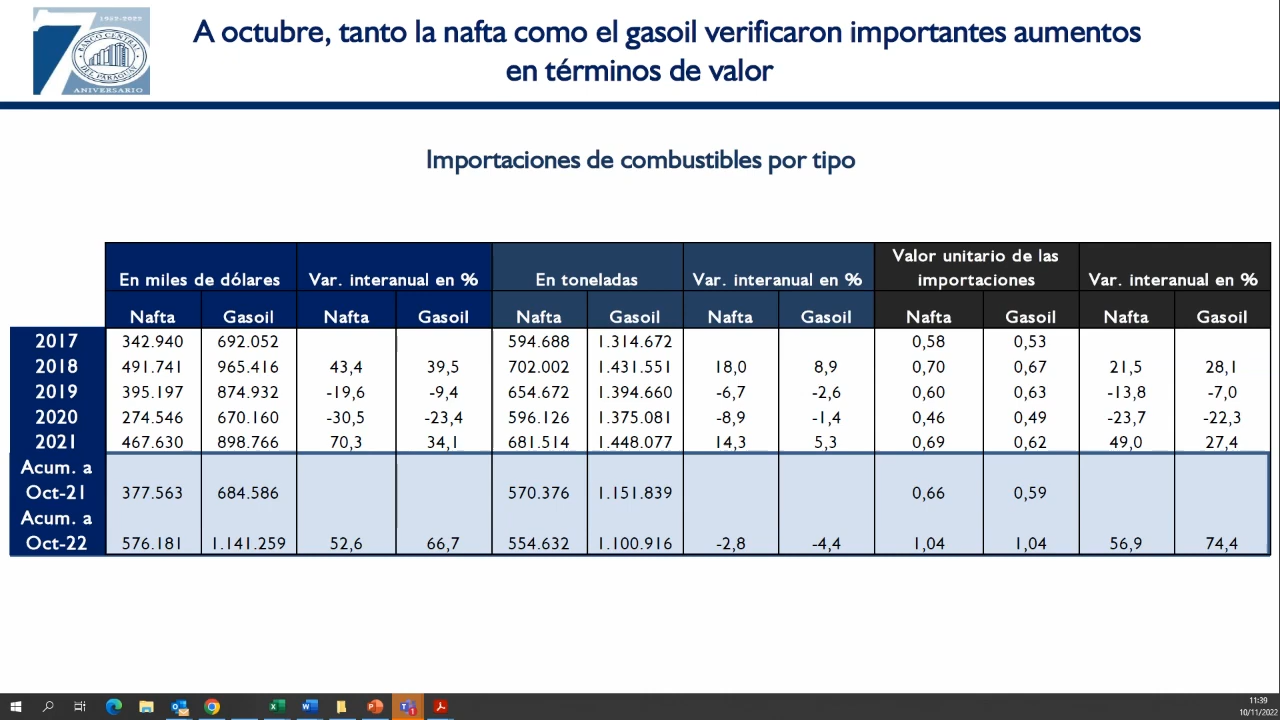 1952-2022
BANCO CENTRAL
DEL PARAGUAY
ANIVERSARIO
A octubre, tanto la nafta como el gasoil verificaron importantes aumentos
en términos de valor
Importaciones de combustibles por tipo
En miles de dólares Var. interanual en % En toneladas Var. interanual en % Valor unitario de las importaciones Var. interanual en %
Nafta Gasoil Nafta Gasoil Nafta Gasoil Nafta Gasoil Nafta Gasoil Nafta Gasoil
2017 342.940 692.052 594.688 1.314.672 0,58 0,53
2018 491.741 965.416 43,4 39,5 702.002 1.431.551 18,0 8,9 0,70 0,67 21,5 28,1
2019 395.197 874.932 -19,6 -9,4 654.672 1.394.660 -6,7 -2,6 0,60 0,63 -13,8 -7,0
2020 274.546 670.160 -30,5 -23,4 596.126 1.375.081 -8,9 -1,4 0,46 0,49 -23,7 -22,3
2021 467.630 898.766 70,3 34,1 681.514 1.448.077 14,3 5,3 0,69 0,62 49,0 27,4
Acum. a
Oct-21 377.563 684.586 570.376 1.151.839 0,66 0,59
Acum. a
Oct-22 576.181 1.141.259 52,6 66,7 554.632 1.100.916 -2,8 -4,4 1,04 1,04 56,9 74,4
11:39
10/11/2022